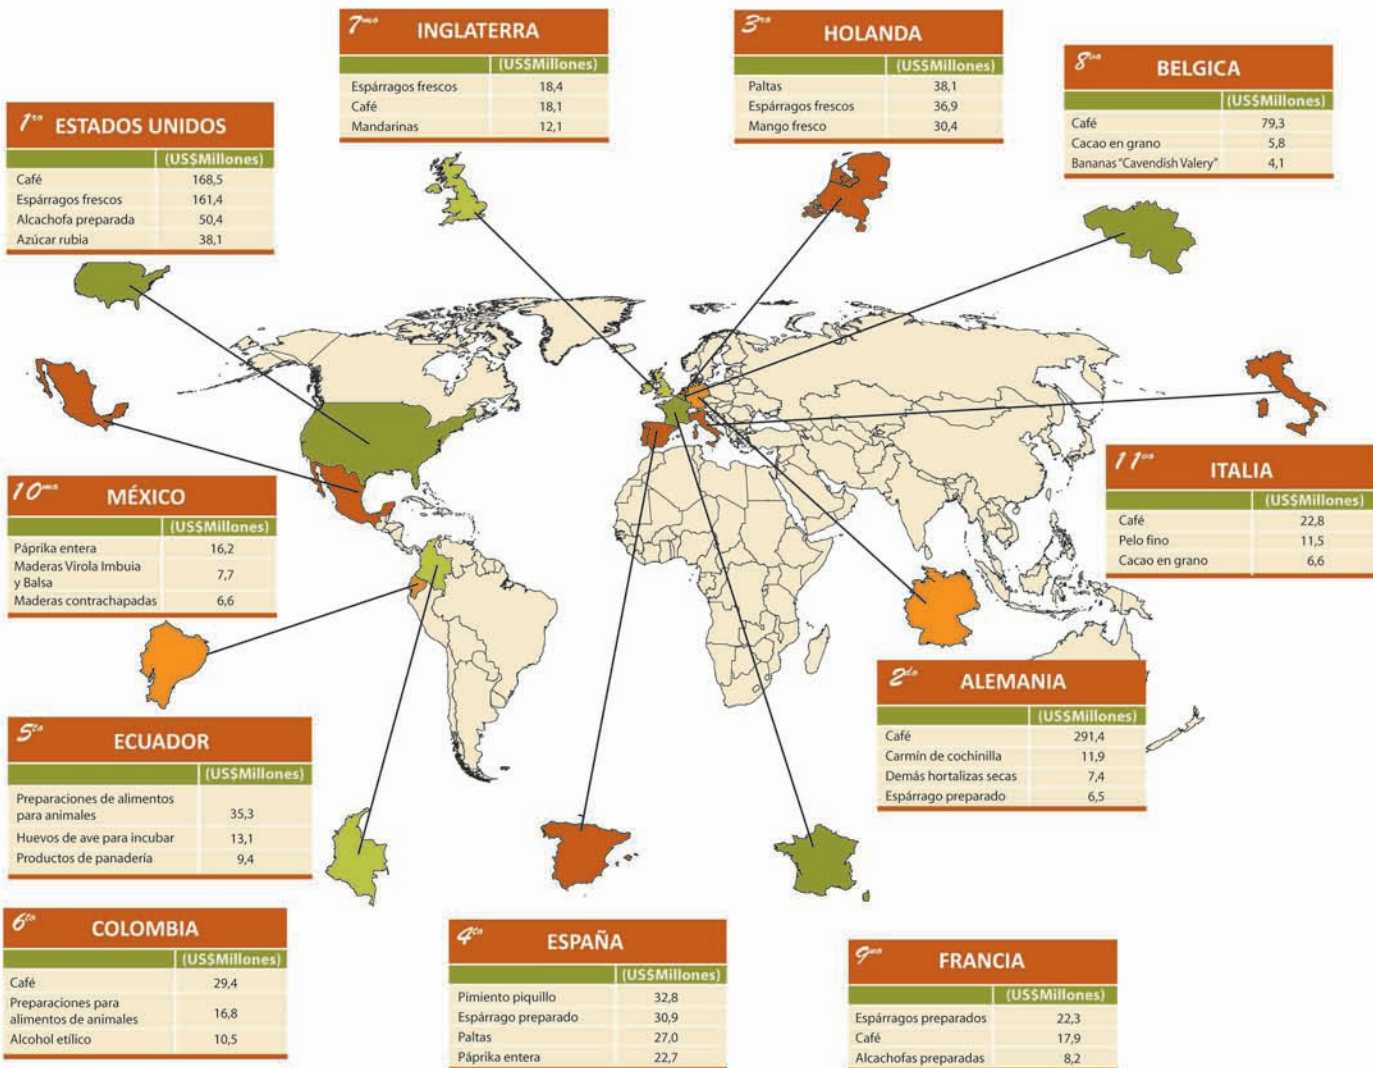 7mo INGLATERRA
(US$Millones)
Espárragos frescos 18,4
Café 18,1
Mandarinas 12,1
3ro HOLANDA
(US$Millones)
Paltas 38,1
Espárragos frescos 36,9
Mango fresco 30,4
8va BELGICA
(US$Millones)
Café 79,3
Cacao en grano 5,8
Bananas "Cavendish Valery" 4,1
1ro ESTADOS UNIDOS
(US$Millones)
Café 168,5
Espárragos frescos 161,4
Alcachofa preparada 50,4
Azúcar rubia 38,1
10mo MÉXICO
(US$Millones)
Páprika entera 16,2
Maderas Virola Imbuia
y Balsa 7,7
Maderas contrachapadas 6,6
11va ITALIA
(US$Millones)
Café 22,8
Pelo fino 11,5
Cacao en grano 6,6
2do ALEMANIA
(US$Millones)
Café 291,4
Carmín de cochinilla 11,9
Demás hortalizas secas 7,4
Espárrago preparado 6,5
5to ECUADOR
(US$Millones)
Preparaciones de alimentos
para animales 35,3
Huevos de ave para incubar 13,1
Productos de panadería 9,4
6to COLOMBIA
(US$Millones)
Café 29,4
Preparaciones para
alimentos de animales 16,8
Alcohol etílico 10,5
4to ESPAÑA
(US$Millones)
Pimiento piquillo 32,8
Espárrago preparado 30,9
Paltas 27,0
Páprika entera 22,7
9no FRANCIA
(US$Millones)
Espárragos preparados 22,3
Café 17,9
Alcachofas preparadas 8,2